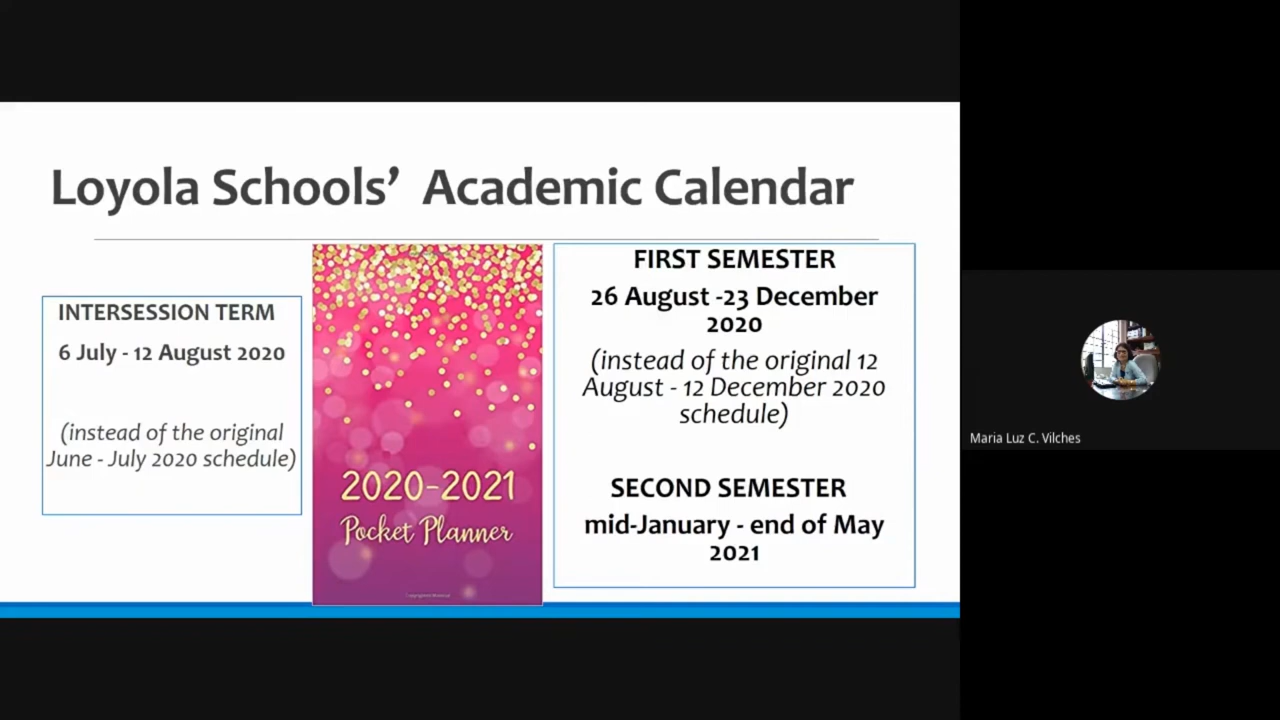 Loyola Schools’ Academic Calendar
INTERSESSION TERM
6 July - 12 August 2020
(instead of the original
June - July 2020 schedule)
2020-2021
Pocket Planner
FIRST SEMESTER
26 August -23 December
2020
(instead of the original 12
August - 12 December 2020
schedule)
SECOND SEMESTER
mid-January - end of May
2021
Maria Luz C. Vilches